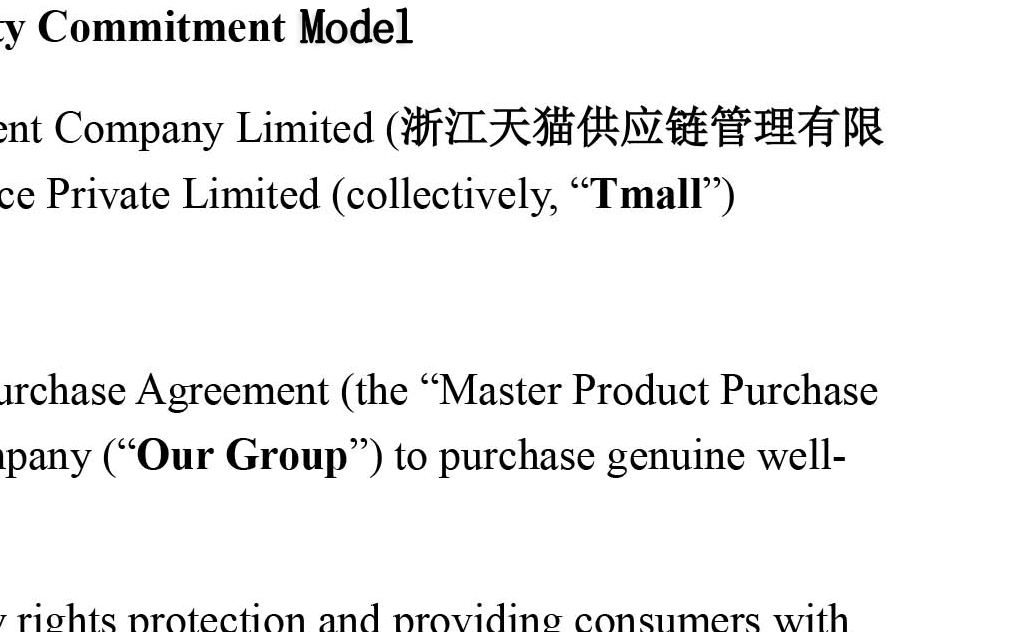 ty Commitment Model
ent Company Limited (浙江天猫供应链管理有限
ce Private Limited (collectively, “Tmall”)
urchase Agreement (the “Master Product Purchase
mpany (“Our Group”) to purchase genuine well-
y rights protection and providing consumers with